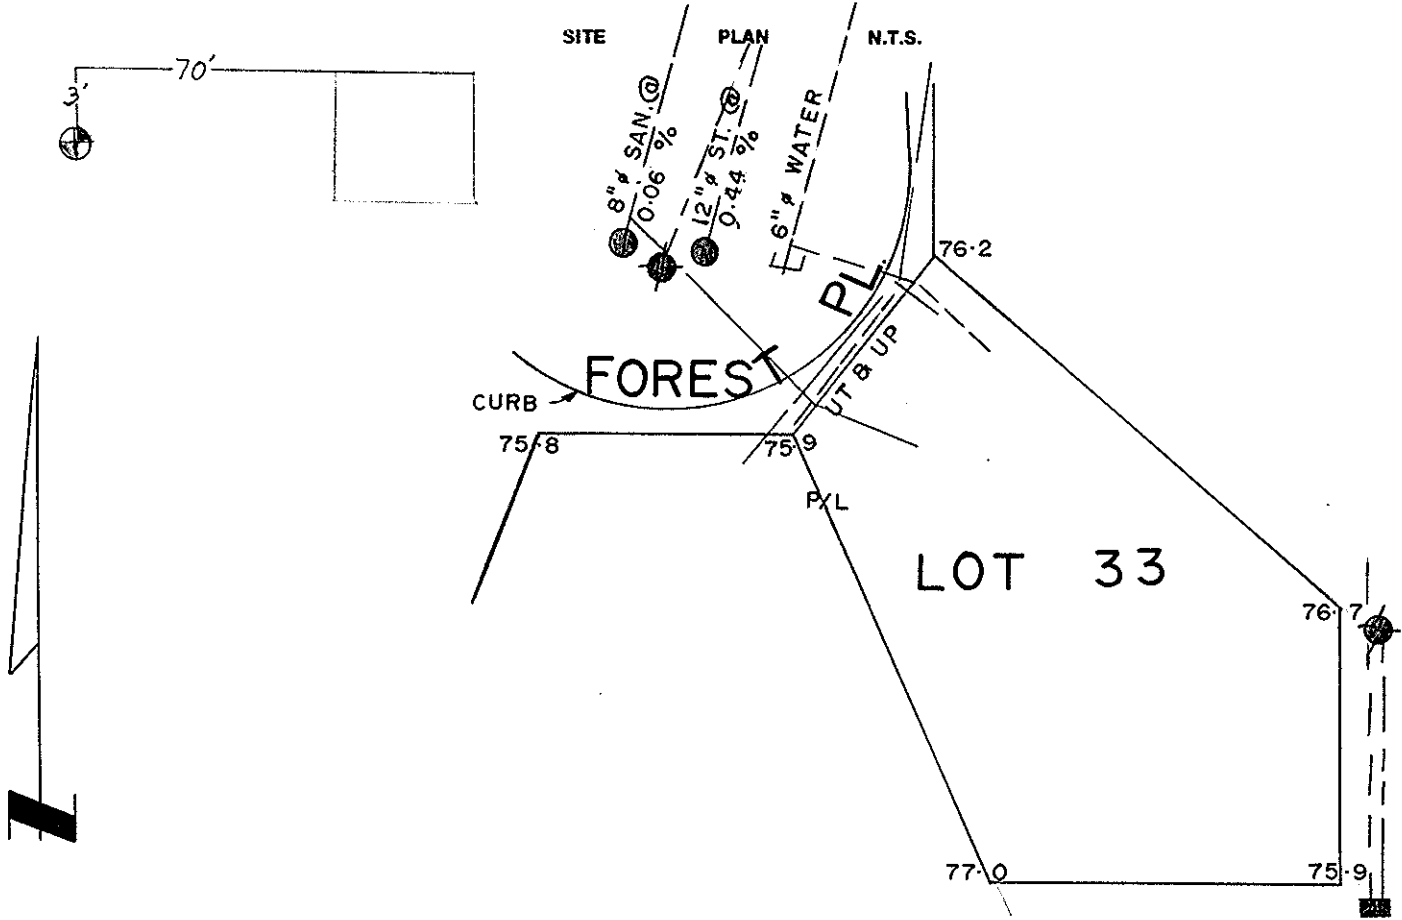 SITE PLAN N.T.S.
70'
3'
8"ø SAN. @
0.06 %
12"ø ST. @
0.44 %
6"ø WATER
76.2
FOREST PL.
UT & UP
CURB
75.8
75.9
P/L
LOT 33
76.7
77.0
75.9